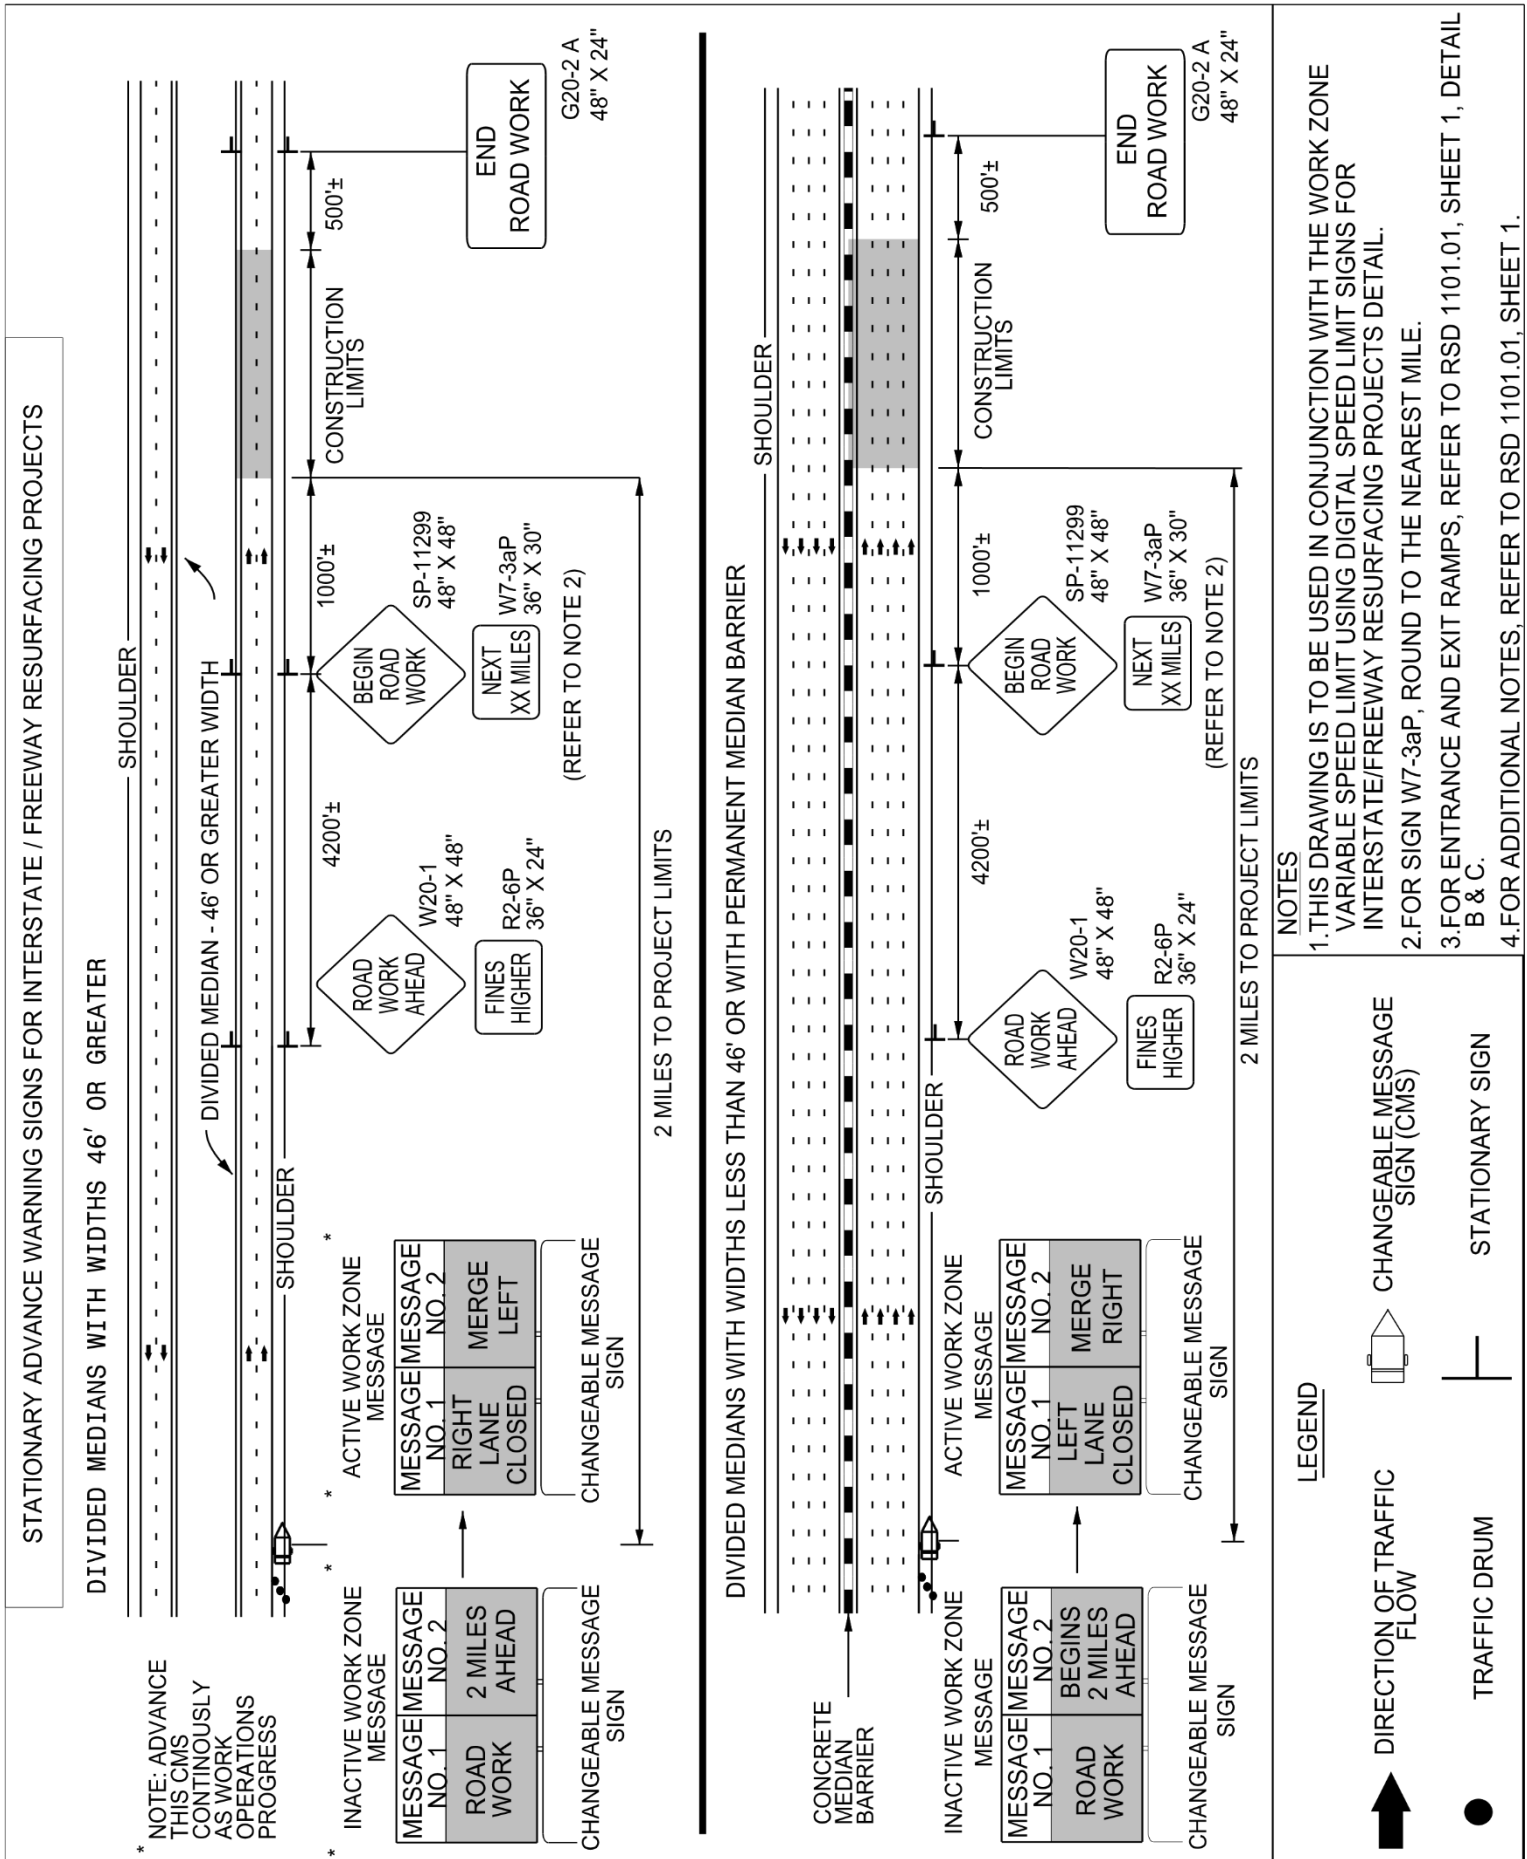 STATIONARY ADVANCE WARNING SIGNS FOR INTERSTATE / FREEWAY RESURFACING PROJECTS
DIVIDED MEDIANS WITH WIDTHS 46' OR GREATER
* NOTE: ADVANCE
THIS CMS
CONTINOUSLY
AS WORK
OPERATIONS
PROGRESS
SHOULDER
DIVIDED MEDIAN - 46' OR GREATER WIDTH
SHOULDER
*
INACTIVE WORK ZONE
MESSAGE
*
MESSAGE
NO. 1
MESSAGE
NO. 2
ROAD
WORK
2 MILES
AHEAD
CHANGEABLE MESSAGE
SIGN
*
ACTIVE WORK ZONE
MESSAGE
*
MESSAGE
NO. 1
MESSAGE
NO. 2
RIGHT
LANE
CLOSED
MERGE
LEFT
CHANGEABLE MESSAGE
SIGN
4200'±
1000'±
CONSTRUCTION
LIMITS
500'±
ROAD
WORK
AHEAD
W20-1
48" X 48"
FINES
HIGHER
R2-6P
36" X 24"
BEGIN
ROAD
WORK
SP-11299
48" X 48"
NEXT
XX MILES
W7-3aP
36" X 30"
(REFER TO NOTE 2)
END
ROAD WORK
G20-2 A
48" X 24"
2 MILES TO PROJECT LIMITS
DIVIDED MEDIANS WITH WIDTHS LESS THAN 46' OR WITH PERMANENT MEDIAN BARRIER
SHOULDER
CONCRETE
MEDIAN
BARRIER
SHOULDER
INACTIVE WORK ZONE
MESSAGE
MESSAGE
NO. 1
MESSAGE
NO. 2
ROAD
WORK
BEGINS
2 MILES
AHEAD
CHANGEABLE MESSAGE
SIGN
ACTIVE WORK ZONE
MESSAGE
MESSAGE
NO. 1
MESSAGE
NO. 2
LEFT
LANE
CLOSED
MERGE
RIGHT
CHANGEABLE MESSAGE
SIGN
4200'±
1000'±
CONSTRUCTION
LIMITS
500'±
ROAD
WORK
AHEAD
W20-1
48" X 48"
FINES
HIGHER
R2-6P
36" X 24"
BEGIN
ROAD
WORK
SP-11299
48" X 48"
NEXT
XX MILES
W7-3aP
36" X 30"
(REFER TO NOTE 2)
END
ROAD WORK
G20-2 A
48" X 24"
2 MILES TO PROJECT LIMITS
LEGEND
DIRECTION OF TRAFFIC
FLOW
CHANGEABLE MESSAGE
SIGN (CMS)
TRAFFIC DRUM
STATIONARY SIGN
NOTES
1.THIS DRAWING IS TO BE USED IN CONJUNCTION WITH THE WORK ZONE
VARIABLE SPEED LIMIT USING DIGITAL SPEED LIMIT SIGNS FOR
INTERSTATE/FREEWAY RESURFACING PROJECTS DETAIL.
2.FOR SIGN W7-3aP, ROUND TO THE NEAREST MILE.
3.FOR ENTRANCE AND EXIT RAMPS, REFER TO RSD 1101.01, SHEET 1, DETAIL
B & C.
4.FOR ADDITIONAL NOTES, REFER TO RSD 1101.01, SHEET 1.